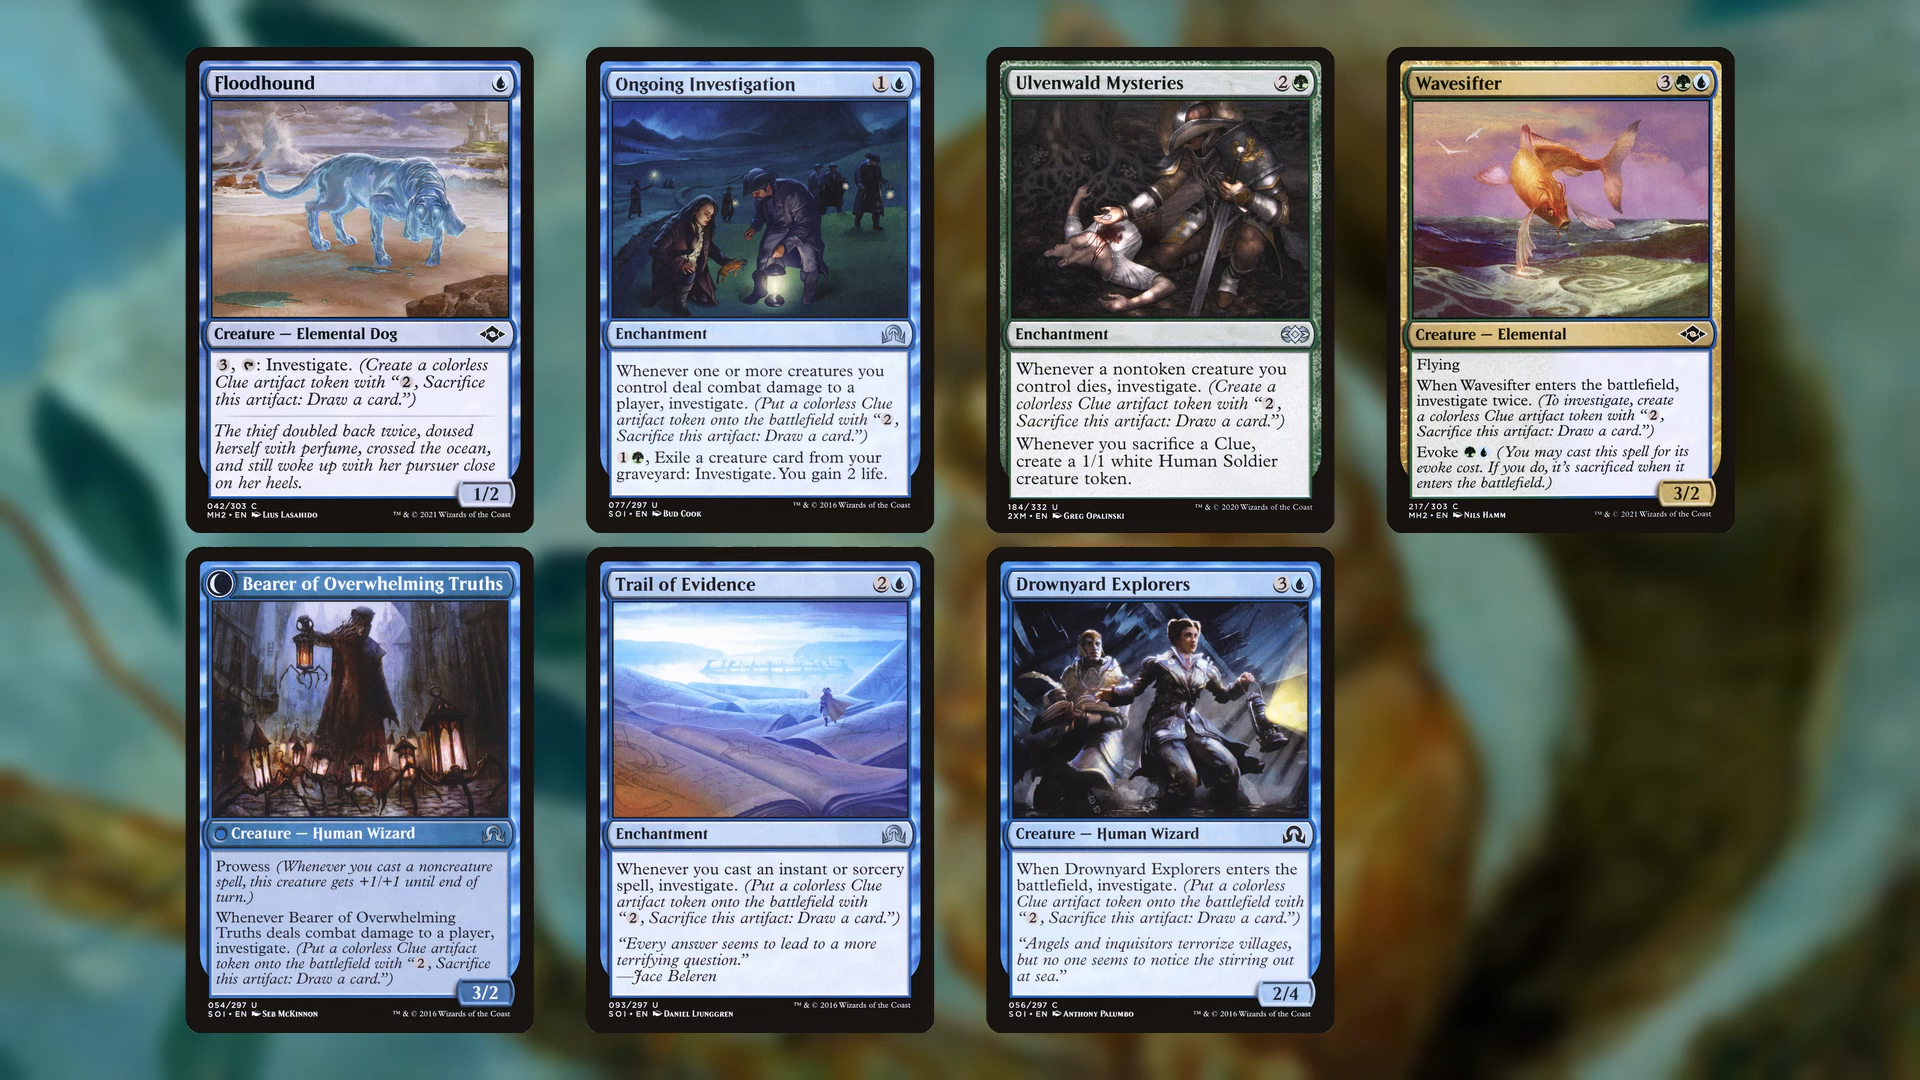 Floodhound
Creature — Elemental Dog
3, : Investigate. (Create a colorless
Clue artifact token with “2, Sacrifice
this artifact: Draw a card.”)
The thief doubled back twice, doused
herself with perfume, crossed the ocean,
and still woke up with her pursuer close
on her heels.
1/2
042/303 C
MH2 • EN Lius Lasahido
™ & © 2021 Wizards of the Coast
Ongoing Investigation
1
Enchantment
Whenever one or more creatures you
control deal combat damage to a
player, investigate. (Put a colorless Clue
artifact token onto the battlefield with “2,
Sacrifice this artifact: Draw a card.”)
1, Exile a creature card from your
graveyard: Investigate. You gain 2 life.
077/297 U
SOI • EN Bud Cook
™ & © 2016 Wizards of the Coast
Ulvenwald Mysteries
2
Enchantment
Whenever a nontoken creature you
control dies, investigate. (Create a
colorless Clue artifact token with “2,
Sacrifice this artifact: Draw a card.”)
Whenever you sacrifice a Clue,
create a 1/1 white Human Soldier
creature token.
184/332 U
2XM • EN Greg Opalinski
™ & © 2020 Wizards of the Coast
Wavesifter
3
Creature — Elemental
Flying
When Wavesifter enters the battlefield,
investigate twice. (To investigate, create
a colorless Clue artifact token with “2,
Sacrifice this artifact: Draw a card.”)
Evoke (You may cast this spell for its
evoke cost. If you do, it’s sacrificed when it
enters the battlefield.)
3/2
217/303 C
MH2 • EN Nils Hamm
™ & © 2021 Wizards of the Coast
Bearer of Overwhelming Truths
Creature — Human Wizard
Prowess (Whenever you cast a noncreature
spell, this creature gets +1/+1 until end of
turn.)
Whenever Bearer of Overwhelming
Truths deals combat damage to a player,
investigate. (Put a colorless Clue artifact
token onto the battlefield with “2, Sacrifice
this artifact: Draw a card.”)
3/2
054/297 U
SOI • EN Seb McKinnon
™ & © 2016 Wizards of the Coast
Trail of Evidence
2
Enchantment
Whenever you cast an instant or sorcery
spell, investigate. (Put a colorless Clue
artifact token onto the battlefield with
“2, Sacrifice this artifact: Draw a card.”)
“Every answer seems to lead to a more
terrifying question.”
—Jace Beleren
093/297 U
SOI • EN Daniel Ljunggren
™ & © 2016 Wizards of the Coast
Drownyard Explorers
3
Creature — Human Wizard
When Drownyard Explorers enters the
battlefield, investigate. (Put a colorless
Clue artifact token onto the battlefield with
“2, Sacrifice this artifact: Draw a card.”)
“Angels and inquisitors terrorize villages,
but no one seems to notice the stirring out
at sea.”
2/4
056/297 C
SOI • EN Anthony Palumbo
™ & © 2016 Wizards of the Coast